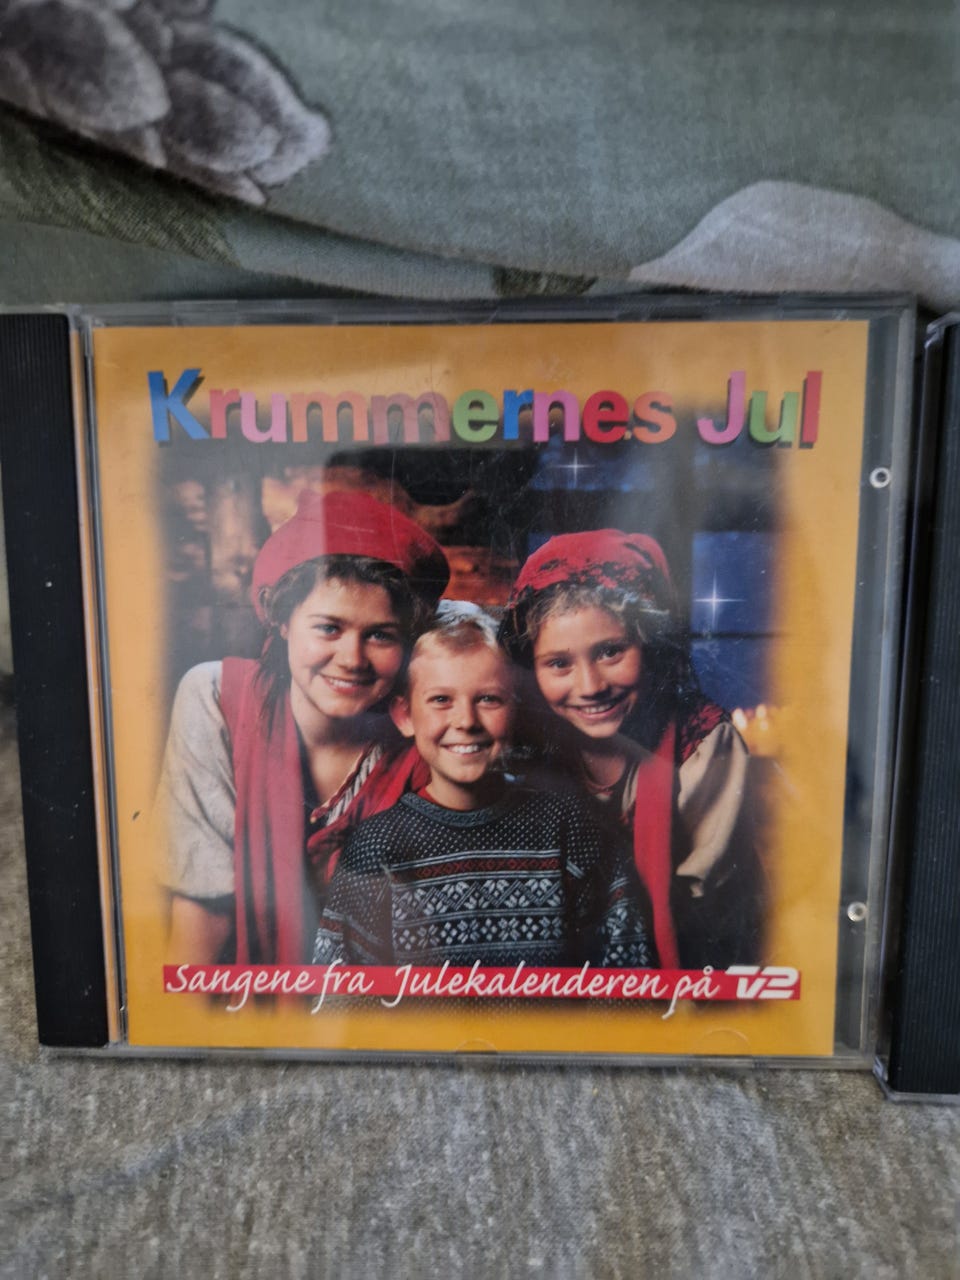 Krummernes Jul
Sangene fra Julekalenderen på TV2